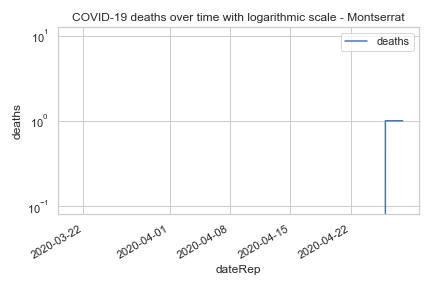 COVID-19 deaths over time with logarithmic scale - Montserrat
deaths
10¹
10⁰
10⁻¹
deaths
2020-03-22
2020-04-01
2020-04-08
2020-04-15
2020-04-22
dateRep